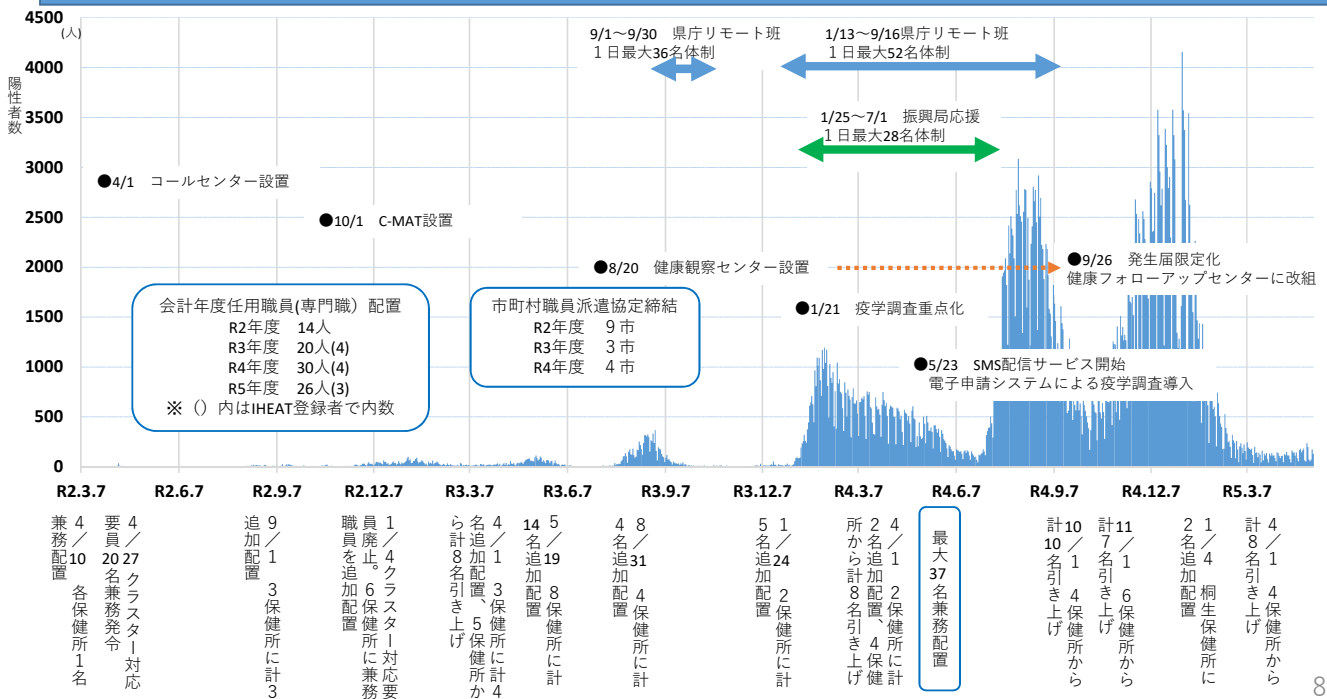 4500
(人)
4000
3500
3000
2500
2000
1500
1000
500
0
陽性者数
9/1～9/30 県庁リモート班
１日最大36名体制
1/13～9/16県庁リモート班
１日最大52名体制
1/25～7/1 振興局応援
１日最大28名体制
●4/1 コールセンター設置
●10/1 C-MAT設置
●8/20 健康観察センター設置
●9/26 発生届限定化
健康フォローアップセンターに改組
●1/21 疫学調査重点化
●5/23 SMS配信サービス開始
電子申請システムによる疫学調査導入
会計年度任用職員(専門職）配置
R2年度 14人
R3年度 20人(4)
R4年度 30人(4)
R5年度 26人(3)
※（）内はIHEAT登録者で内数
市町村職員派遣協定締結
R2年度 ９市
R3年度 ３市
R4年度 ４市
R2.3.7
R2.6.7
R2.9.7
R2.12.7
R3.3.7
R3.6.7
R3.9.7
R3.12.7
R4.3.7
R4.6.7
R4.9.7
R4.12.7
R5.3.7
４／10 各保健所１名
兼務配置
４／27 クラスター対応
要員20名兼務発令
９／１ ３保健所に計３
追加配置
１／４クラスター対応要
員廃止。６保健所に兼務
職員を追加配置
４／１ ３保健所に計４
名追加配置、５保健所か
ら計８名引き上げ
５／19 ８保健所に計
14名追加配置
８／31 ４保健所に計
４名追加配置
１／24 ２保健所に計
５名追加配置
４／１ ２保健所に計
２名追加配置、４保健
所から計８名引き上げ
最大37名兼務配置
10／１ ４保健所から
計10名引き上げ
11／１ ６保健所から
計７名引き上げ
１／４ 桐生保健所に
２名追加配置
４／１ ４保健所から
計８名引き上げ
8